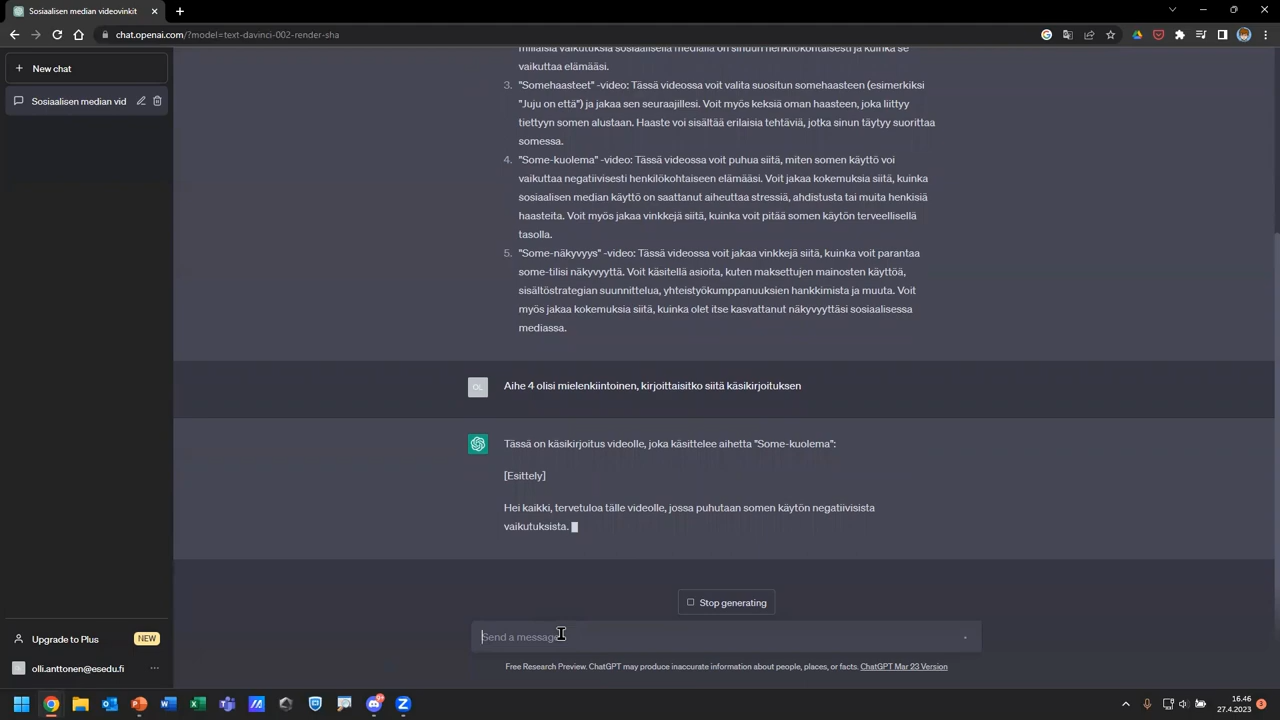 Sosiaalisen median videovinkit
chat.openai.com/?model=text-davinci-002-render-sha
New chat
Sosiaalisen median vid
millaisia vaikutuksia sosiaalisella medialla on sinuun henkilökohtaisesti ja kuinka se
vaikuttaa elämääsi.
3. "Somehaasteet" -video: Tässä videossa voit valita suositun somehaasteen (esimerkiksi
"Juju on että") ja jakaa sen seuraajillesi. Voit myös keksiä oman haasteen, joka liittyy
tiettyyn somen alustaan. Haaste voi sisältää erilaisia tehtäviä, jotka sinun täytyy suorittaa
somessa.
4. "Some-kuolema" -video: Tässä videossa voit puhua siitä, miten somen käyttö voi
vaikuttaa negatiivisesti henkilökohtaiseen elämääsi. Voit jakaa kokemuksia siitä, kuinka
sosiaalisen median käyttö on saattanut aiheuttaa stressiä, ahdistusta tai muita henkisiä
haasteita. Voit myös jakaa vinkkejä siitä, kuinka voit pitää somen käytön terveellisellä
tasolla.
5. "Some-näkyvyys" -video: Tässä videossa voit jakaa vinkkejä siitä, kuinka voit parantaa
some-tilisi näkyvyyttä. Voit käsitellä asioita, kuten maksettujen mainosten käyttöä,
sisältöstrategian suunnittelua, yhteistyökumppanuuksien hankkimista ja muuta. Voit
myös jakaa kokemuksia siitä, kuinka olet itse kasvattanut näkyvyyttäsi sosiaalisessa
mediassa.
OL
Aihe 4 olisi mielenkiintoinen, kirjoittaisitko siitä käsikirjoituksen
Tässä on käsikirjoitus videolle, joka käsittelee aihetta "Some-kuolema":
[Esittely]
Hei kaikki, tervetuloa tälle videolle, jossa puhutaan somen käytön negatiivisista
vaikutuksista.
Stop generating
Send a message
Free Research Preview. ChatGPT may produce inaccurate information about people, places, or facts. ChatGPT Mar 23 Version
Upgrade to Plus
NEW
olli.anttonen@esedu.fi
16.46
27.4.2023